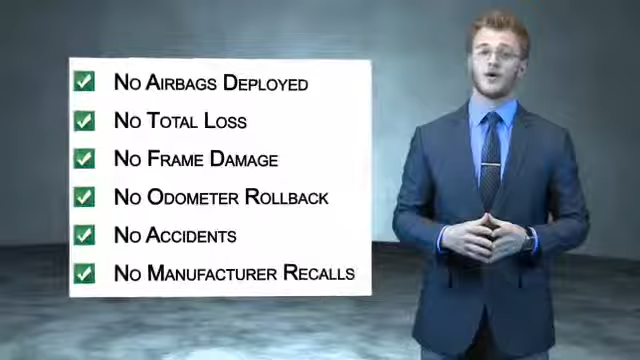 No Airbags Deployed
No Total Loss
No Frame Damage
No Odometer Rollback
No Accidents
No Manufacturer Recalls